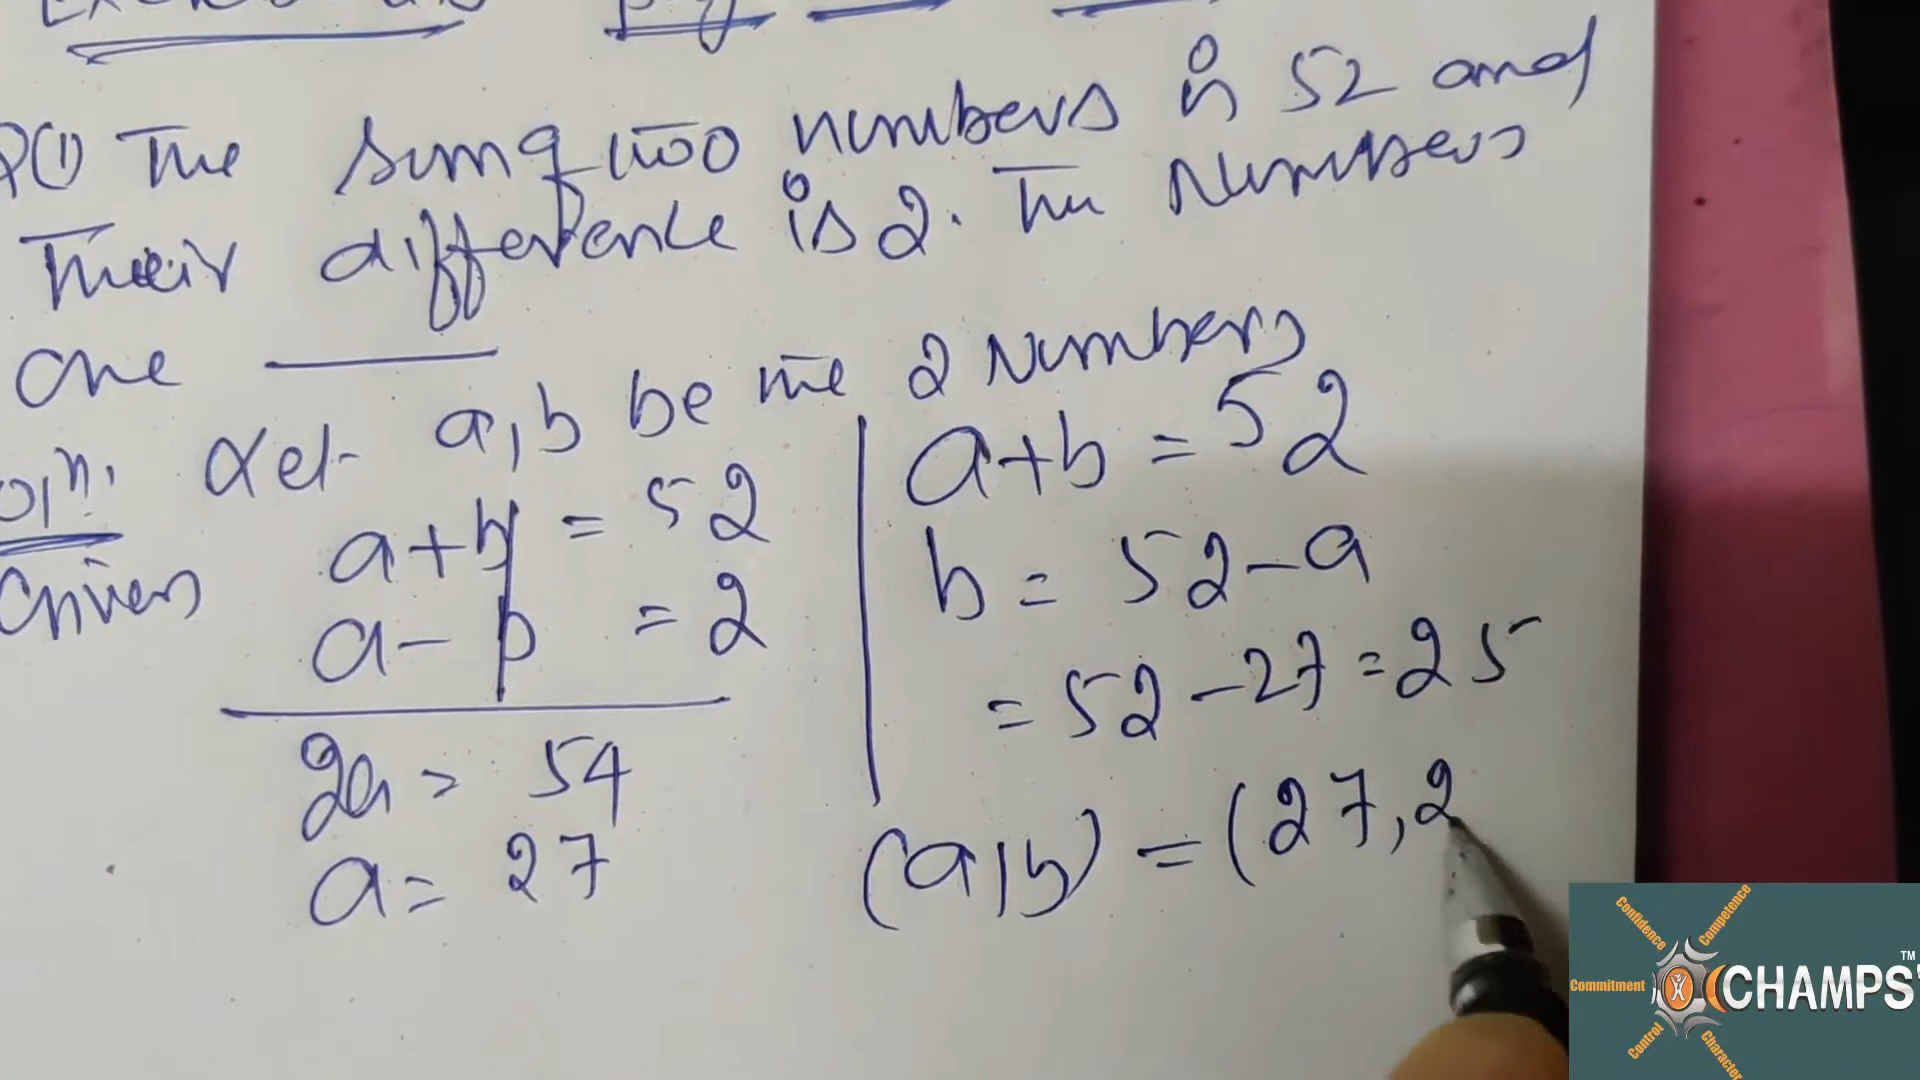 Q(1) The sum of two numbers is 52 and
Their difference is 2. The Numbers
are ______
Soln. Let a,b be the 2 Numbers
Given a+b = 52
a-b = 2
2a = 54
a = 27
a+b = 52
b = 52-a
= 52-27 = 25
(a,b) = (27,2
Confidence
Competence
Commitment
CHAMPS
TM
Control
Character